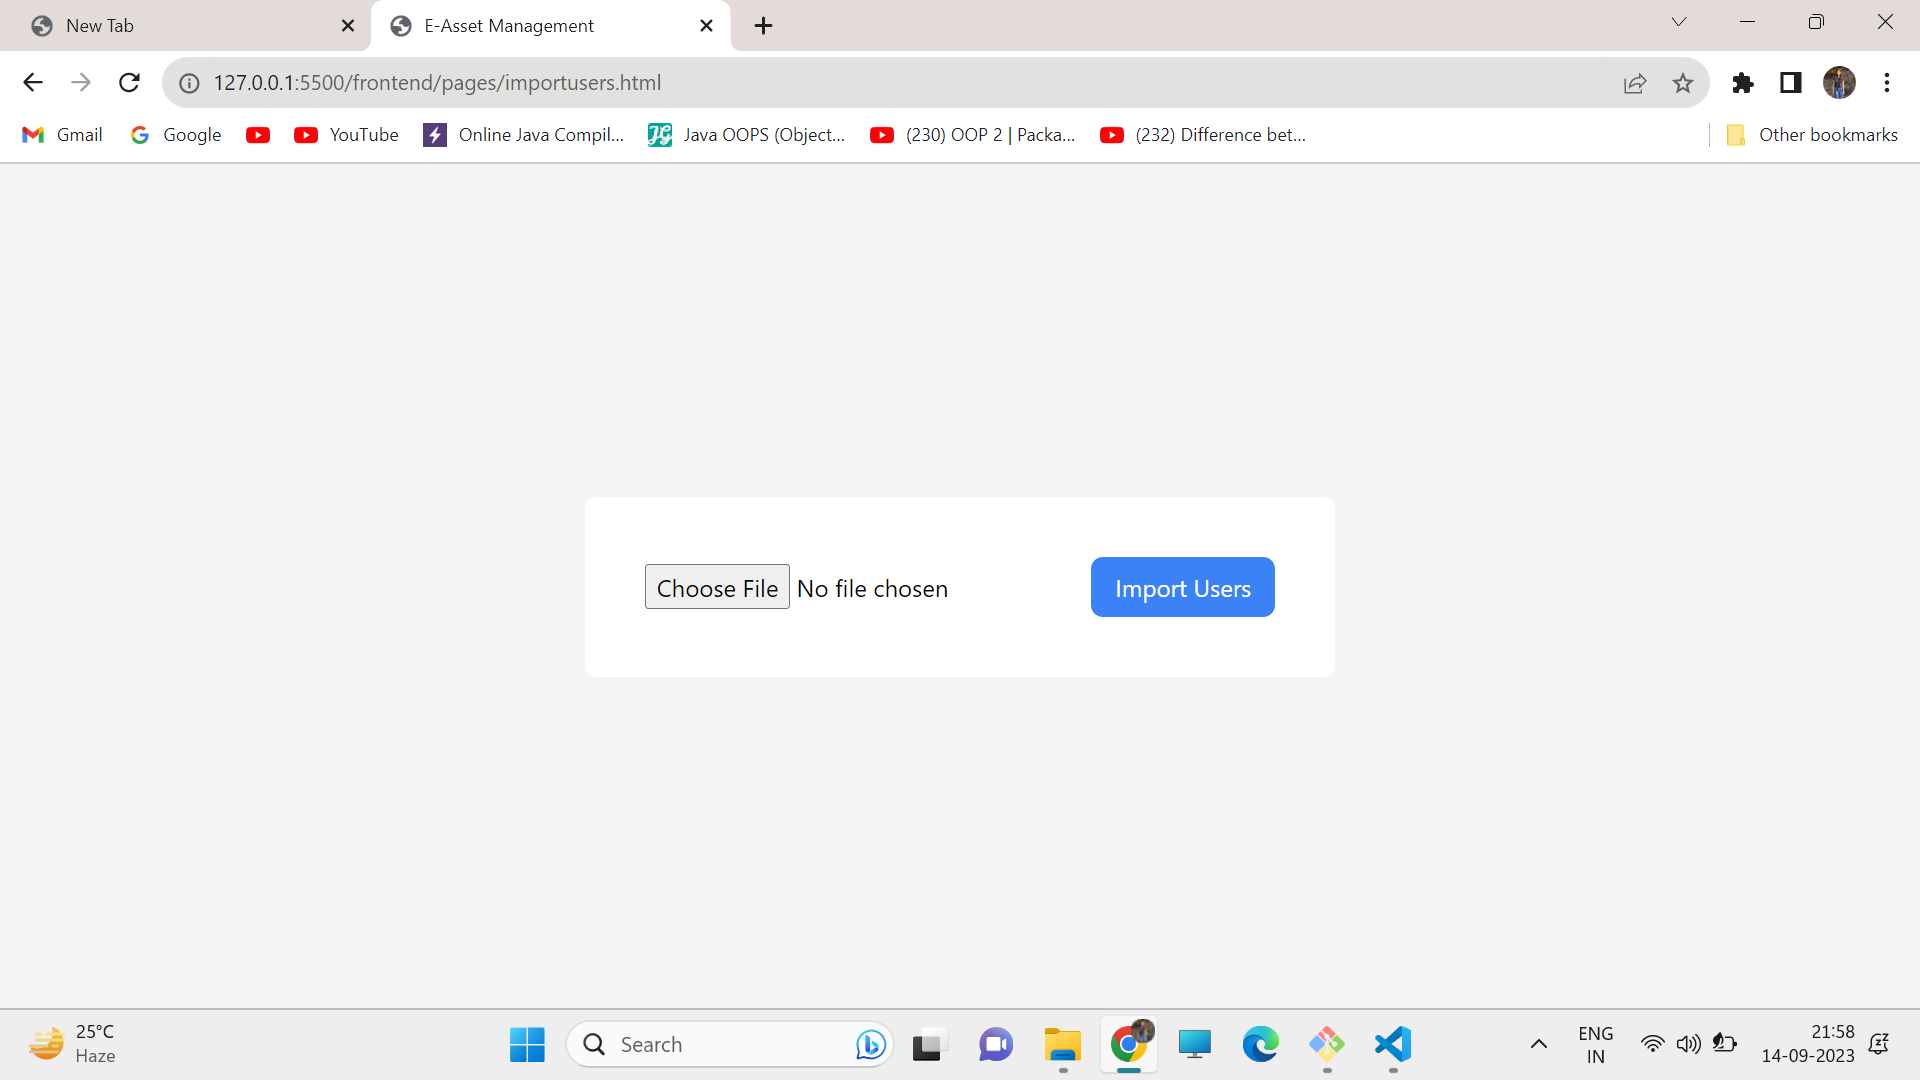 New Tab
E-Asset Management
127.0.0.1:5500/frontend/pages/importusers.html
Gmail
Google
YouTube
Online Java Compil...
Java OOPS (Object...
(230) OOP 2 | Packa...
(232) Difference bet...
Other bookmarks
Choose File No file chosen
Import Users
25°C
Haze
Search
ENG
IN
21:58
14-09-2023